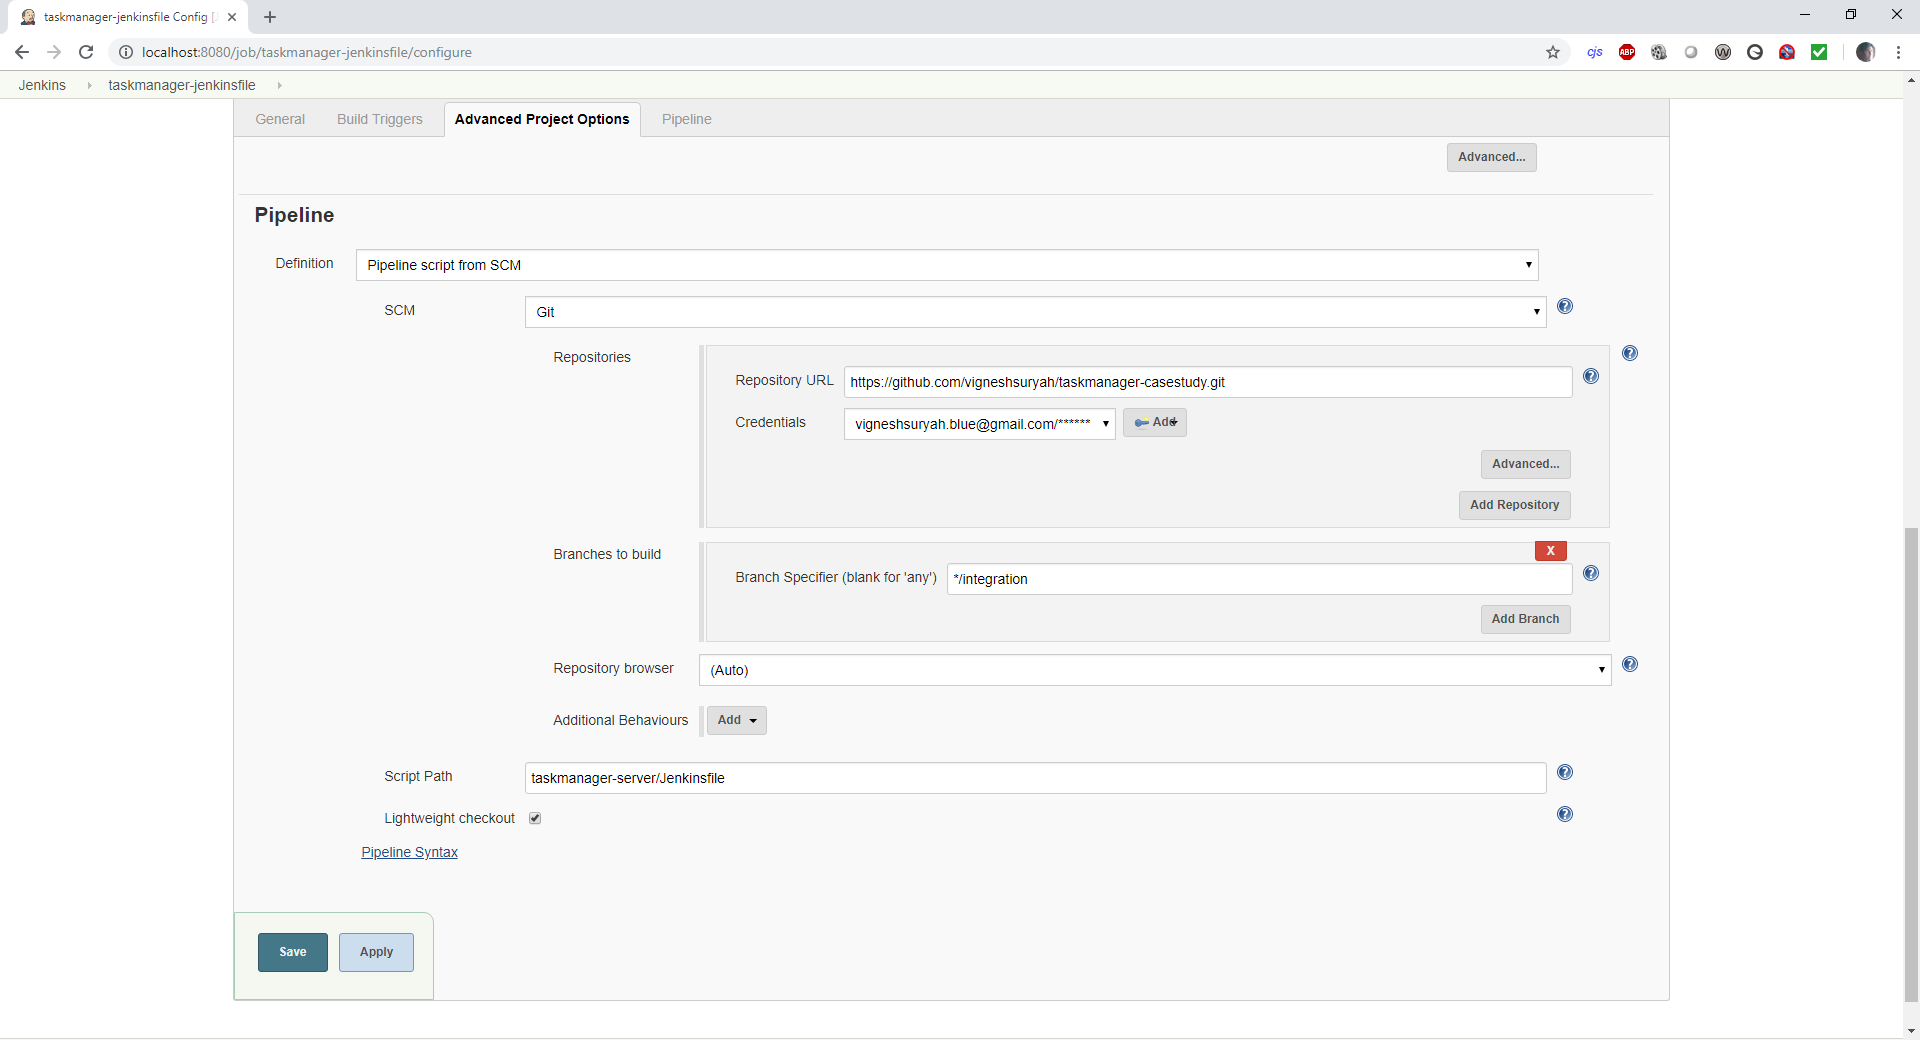 taskmanager-jenkinsfile Config [
localhost:8080/job/taskmanager-jenkinsfile/configure
cjs
ABP
W
Jenkins taskmanager-jenkinsfile
General Build Triggers Advanced Project Options Pipeline
Advanced...
Pipeline
Definition Pipeline script from SCM
SCM Git
Repositories
Repository URL https://github.com/vigneshsuryah/taskmanager-casestudy.git
Credentials vigneshsuryah.blue@gmail.com/****** Add
Advanced...
Add Repository
Branches to build
X
Branch Specifier (blank for 'any') */integration
Add Branch
Repository browser (Auto)
Additional Behaviours Add
Script Path taskmanager-server/Jenkinsfile
Lightweight checkout
Pipeline Syntax
Save Apply